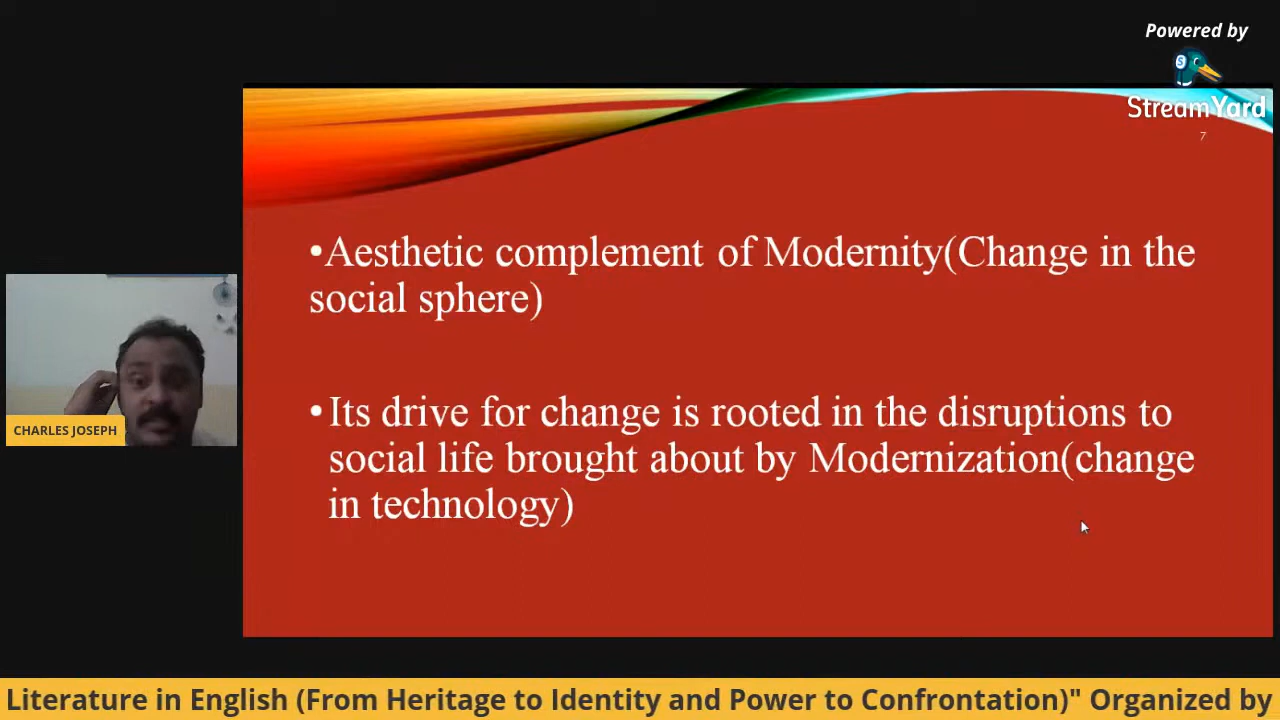 Powered by
StreamYard
7
•Aesthetic complement of Modernity(Change in the
social sphere)
•Its drive for change is rooted in the disruptions to
social life brought about by Modernization(change
in technology)
CHARLES JOSEPH
Literature in English (From Heritage to Identity and Power to Confrontation)" Organized by